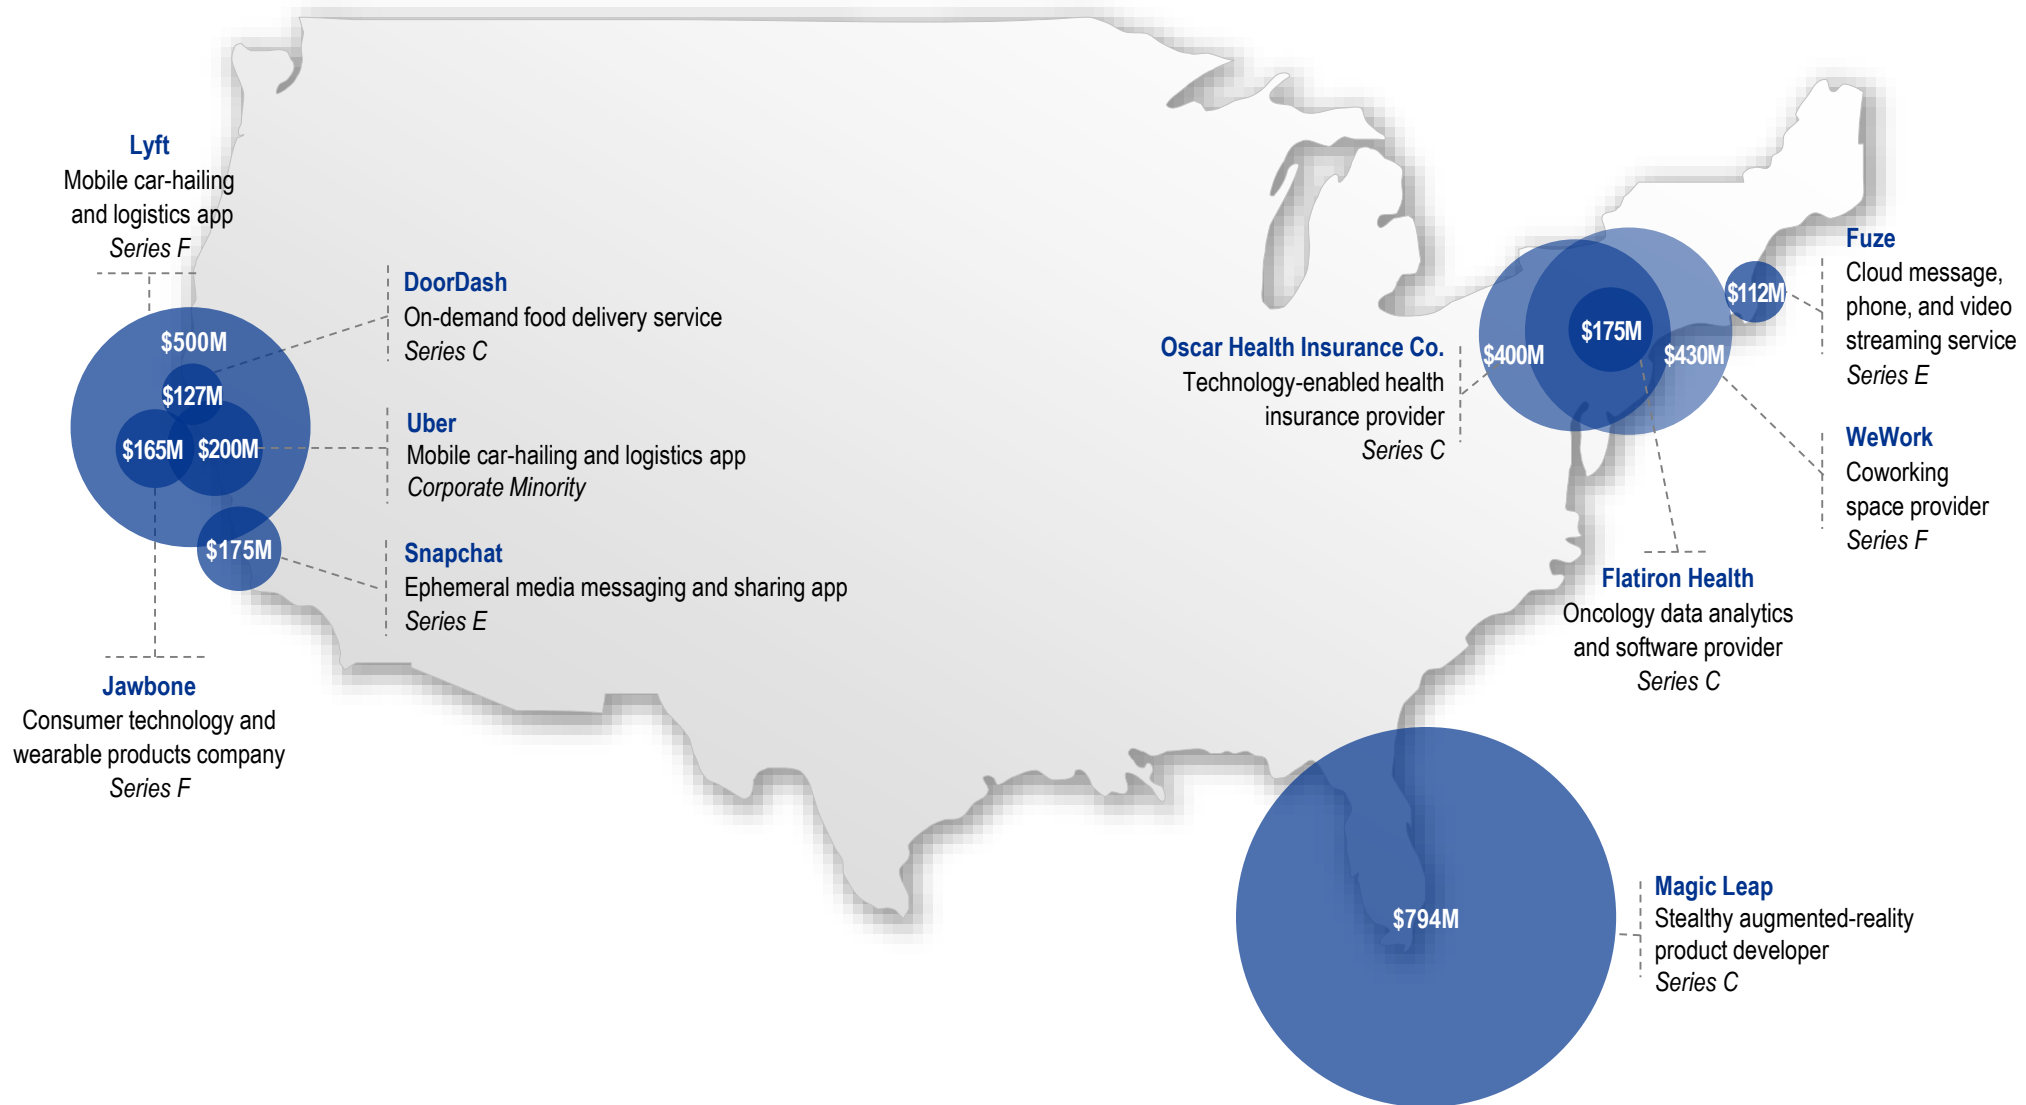 Lyft
Mobile car-hailing
and logistics app
Series F
$500M
$127M
$165M
$200M
$175M
DoorDash
On-demand food delivery service
Series C
Uber
Mobile car-hailing and logistics app
Corporate Minority
Snapchat
Ephemeral media messaging and sharing app
Series E
Jawbone
Consumer technology and
wearable products company
Series F
Oscar Health Insurance Co.
Technology-enabled health
insurance provider
Series C
$400M
$175M
$430M
$112M
Fuze
Cloud message,
phone, and video
streaming service
Series E
WeWork
Coworking
space provider
Series F
Flatiron Health
Oncology data analytics
and software provider
Series C
$794M
Magic Leap
Stealthy augmented-reality
product developer
Series C